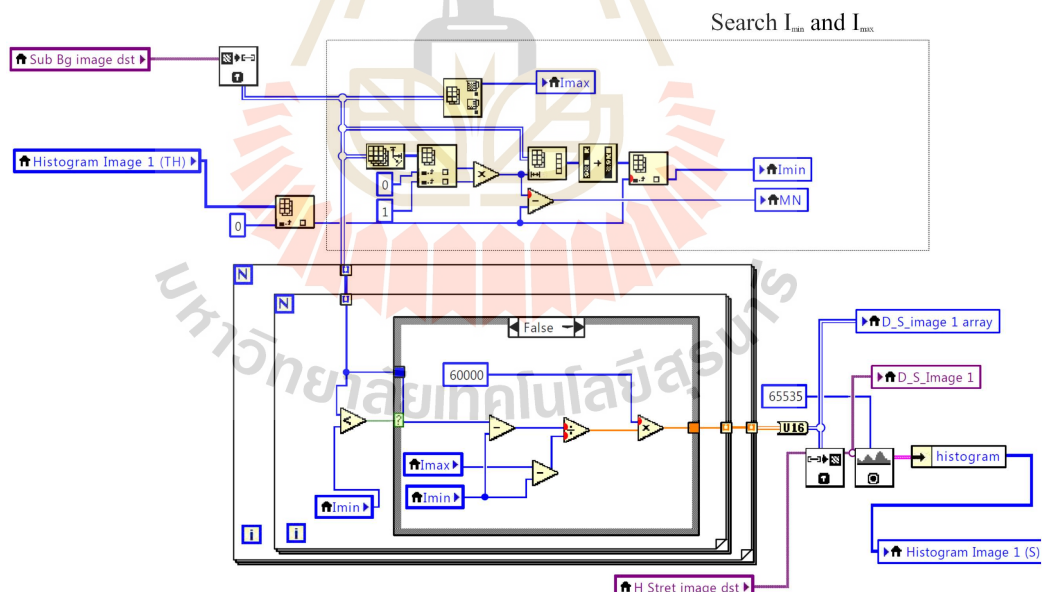 Search Imin and Imax
Sub Bg image dst
Imax
Histogram Image 1 (TH)
0
1
Imin
MN
0
N
N
False
D_S_image 1 array
60000
D_S_Image 1
65535
U16
?
Imax
histogram
Imin
Imin
i
i
Histogram Image 1 (S)
H Stret image dst
มหาวิทยาลัยเทคโนโลยีสุรนารี